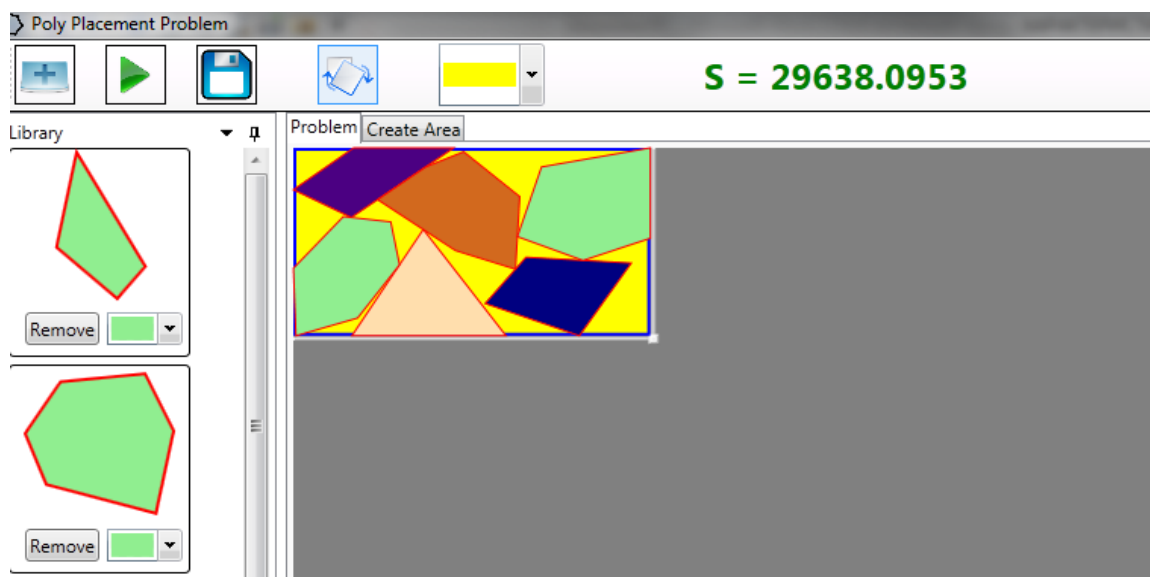 Poly Placement Problem
S = 29638.0953
Library
Problem
Create Area
Remove
Remove